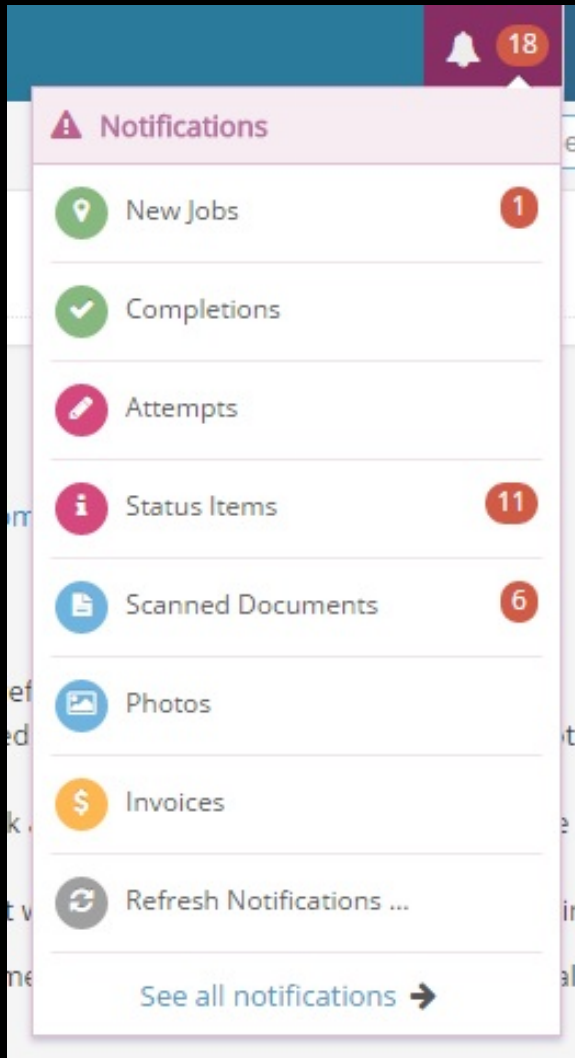 18
Notifications
New Jobs 1
Completions
Attempts
Status Items 11
Scanned Documents 6
Photos
Invoices
Refresh Notifications ...
See all notifications